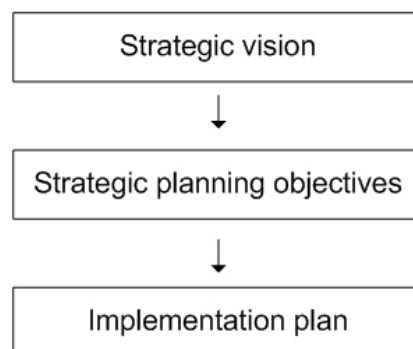 Strategic vision
Strategic planning objectives
Implementation plan